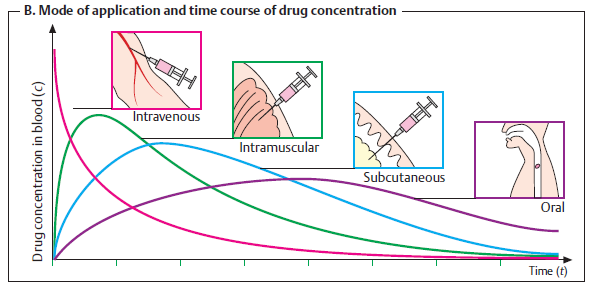 B. Mode of application and time course of drug concentration
Drug concentration in blood (c)
Intravenous
Intramuscular
Subcutaneous
Oral
Time (t)